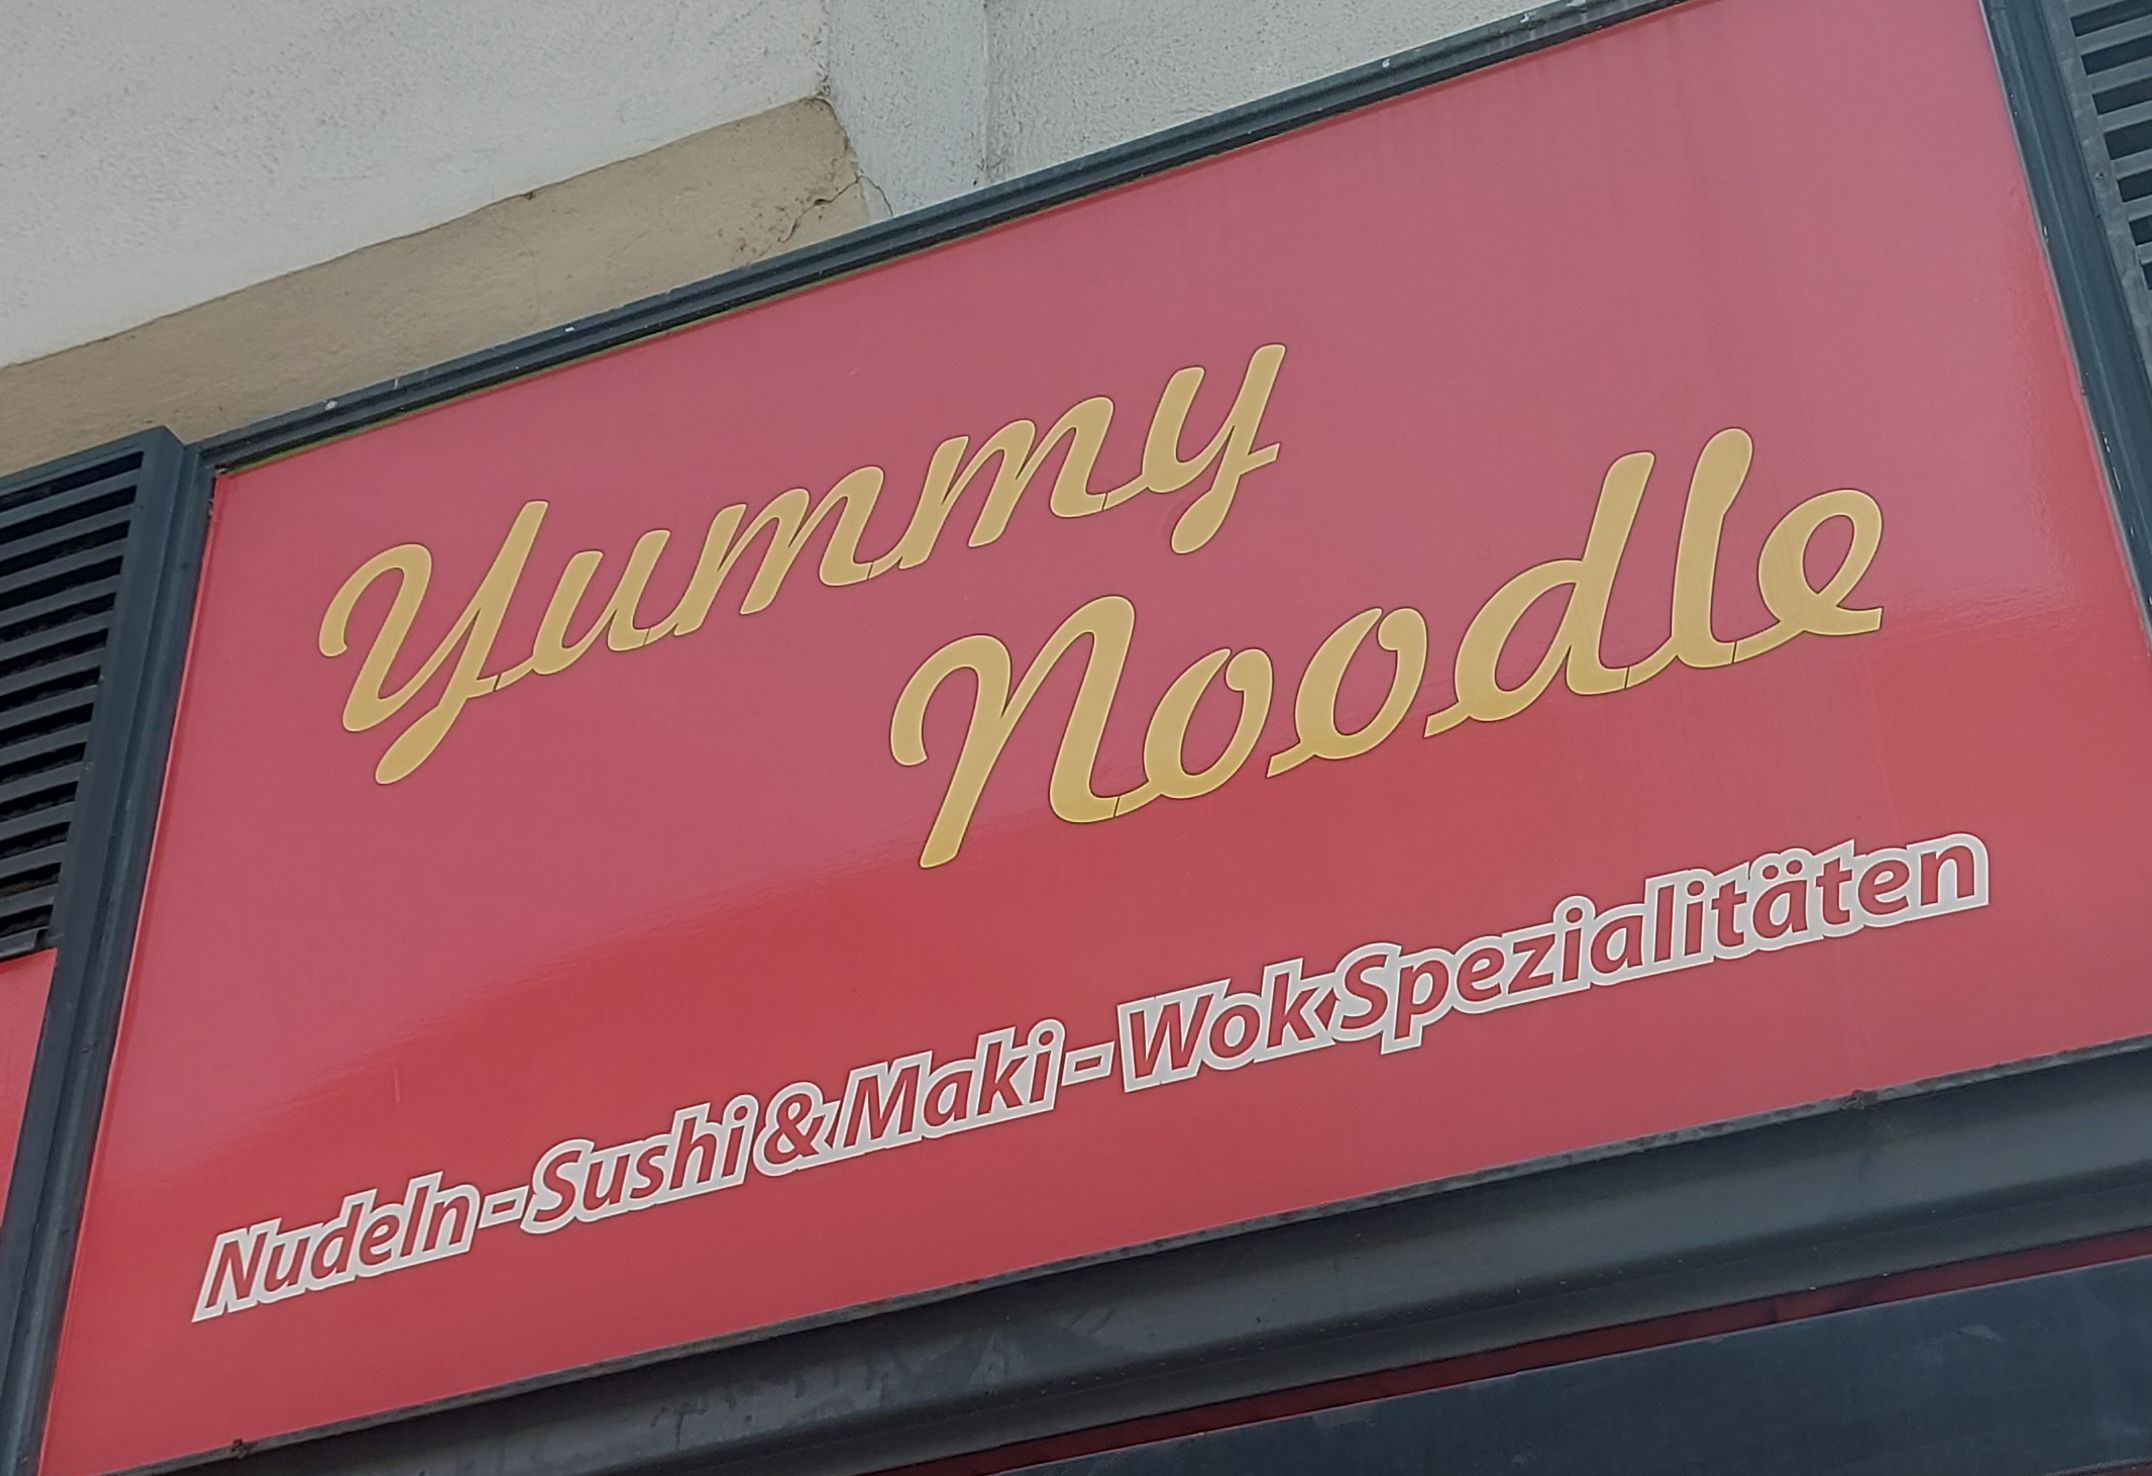 Yummy
Noodle
Nudeln - Sushi & Maki - WokSpezialitäten